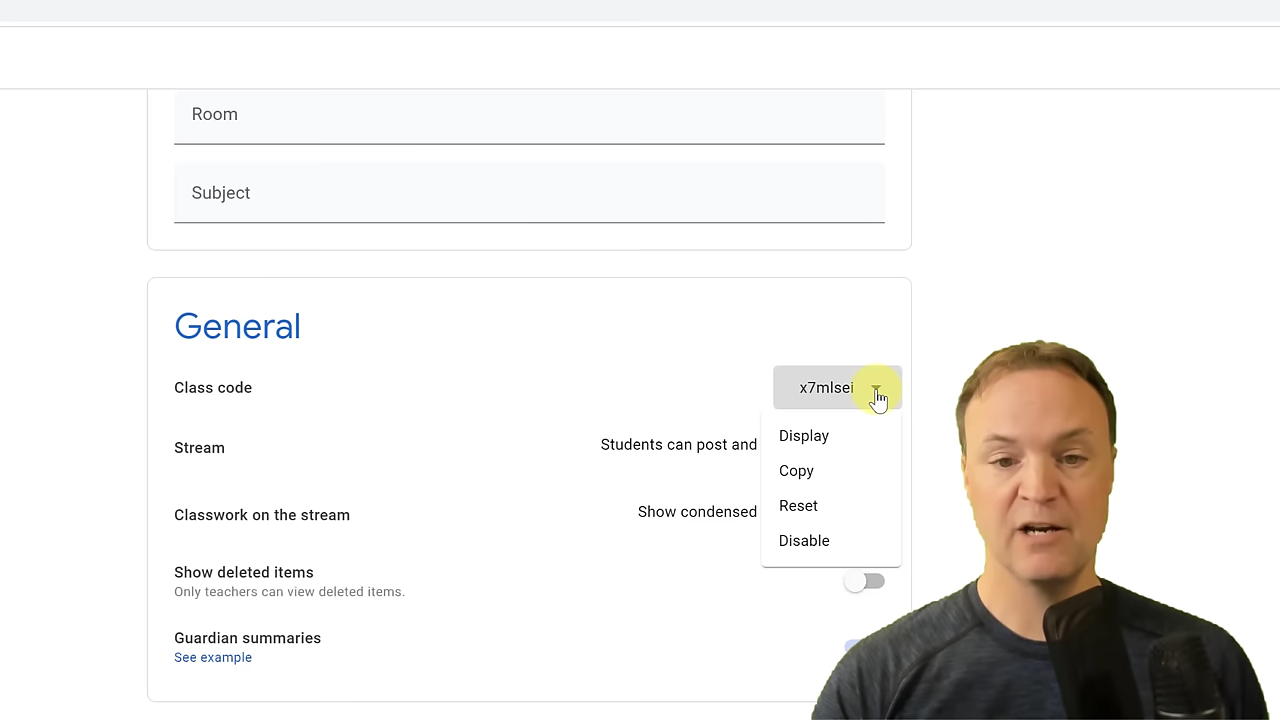 Room
Subject
General
Class code
x7mlsei
Display
Stream
Students can post and
Copy
Reset
Classwork on the stream
Show condensed
Disable
Show deleted items
Only teachers can view deleted items.
Guardian summaries
See example